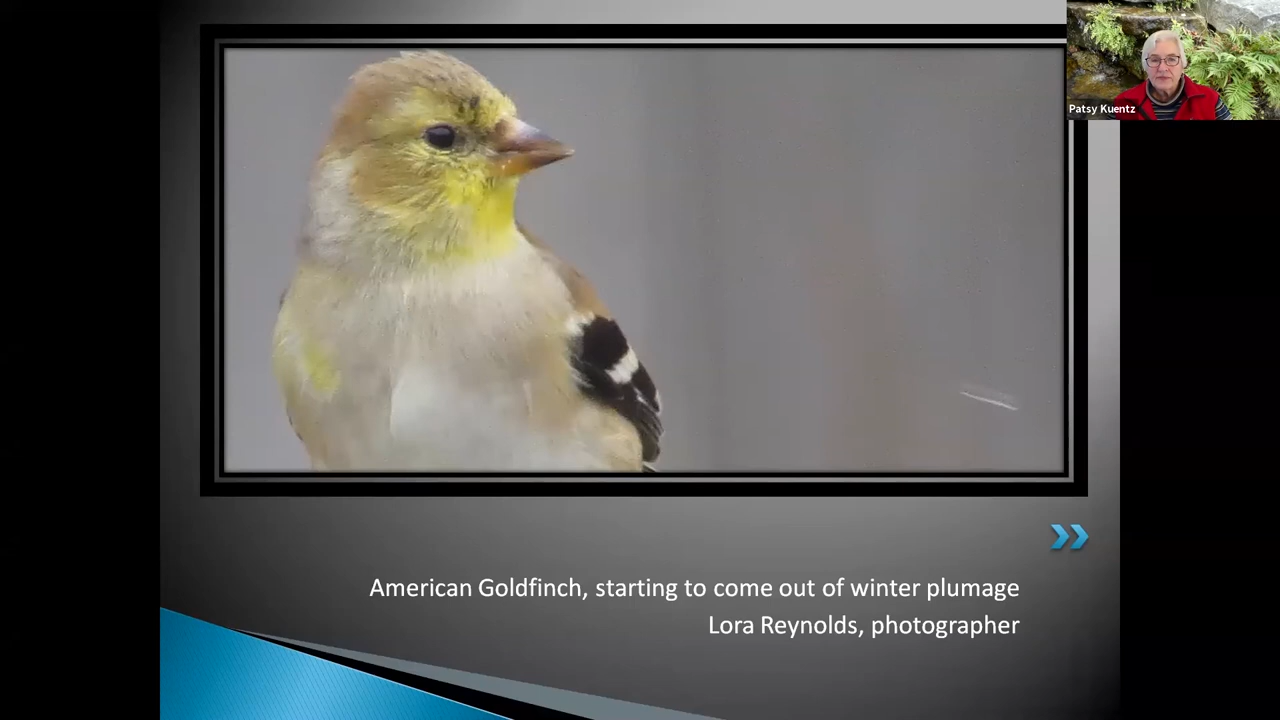 Patsy Kuentz
American Goldfinch, starting to come out of winter plumage
Lora Reynolds, photographer